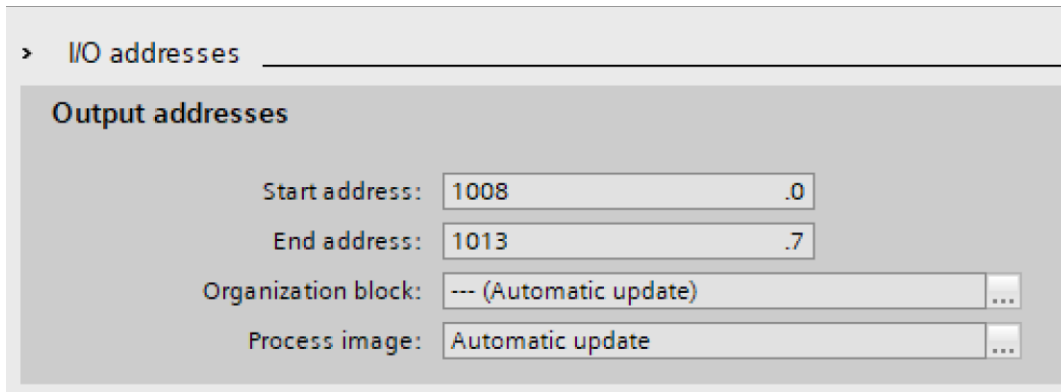 > I/O addresses
Output addresses
Start address: 1008 .0
End address: 1013 .7
Organization block: --- (Automatic update) ...
Process image: Automatic update ...